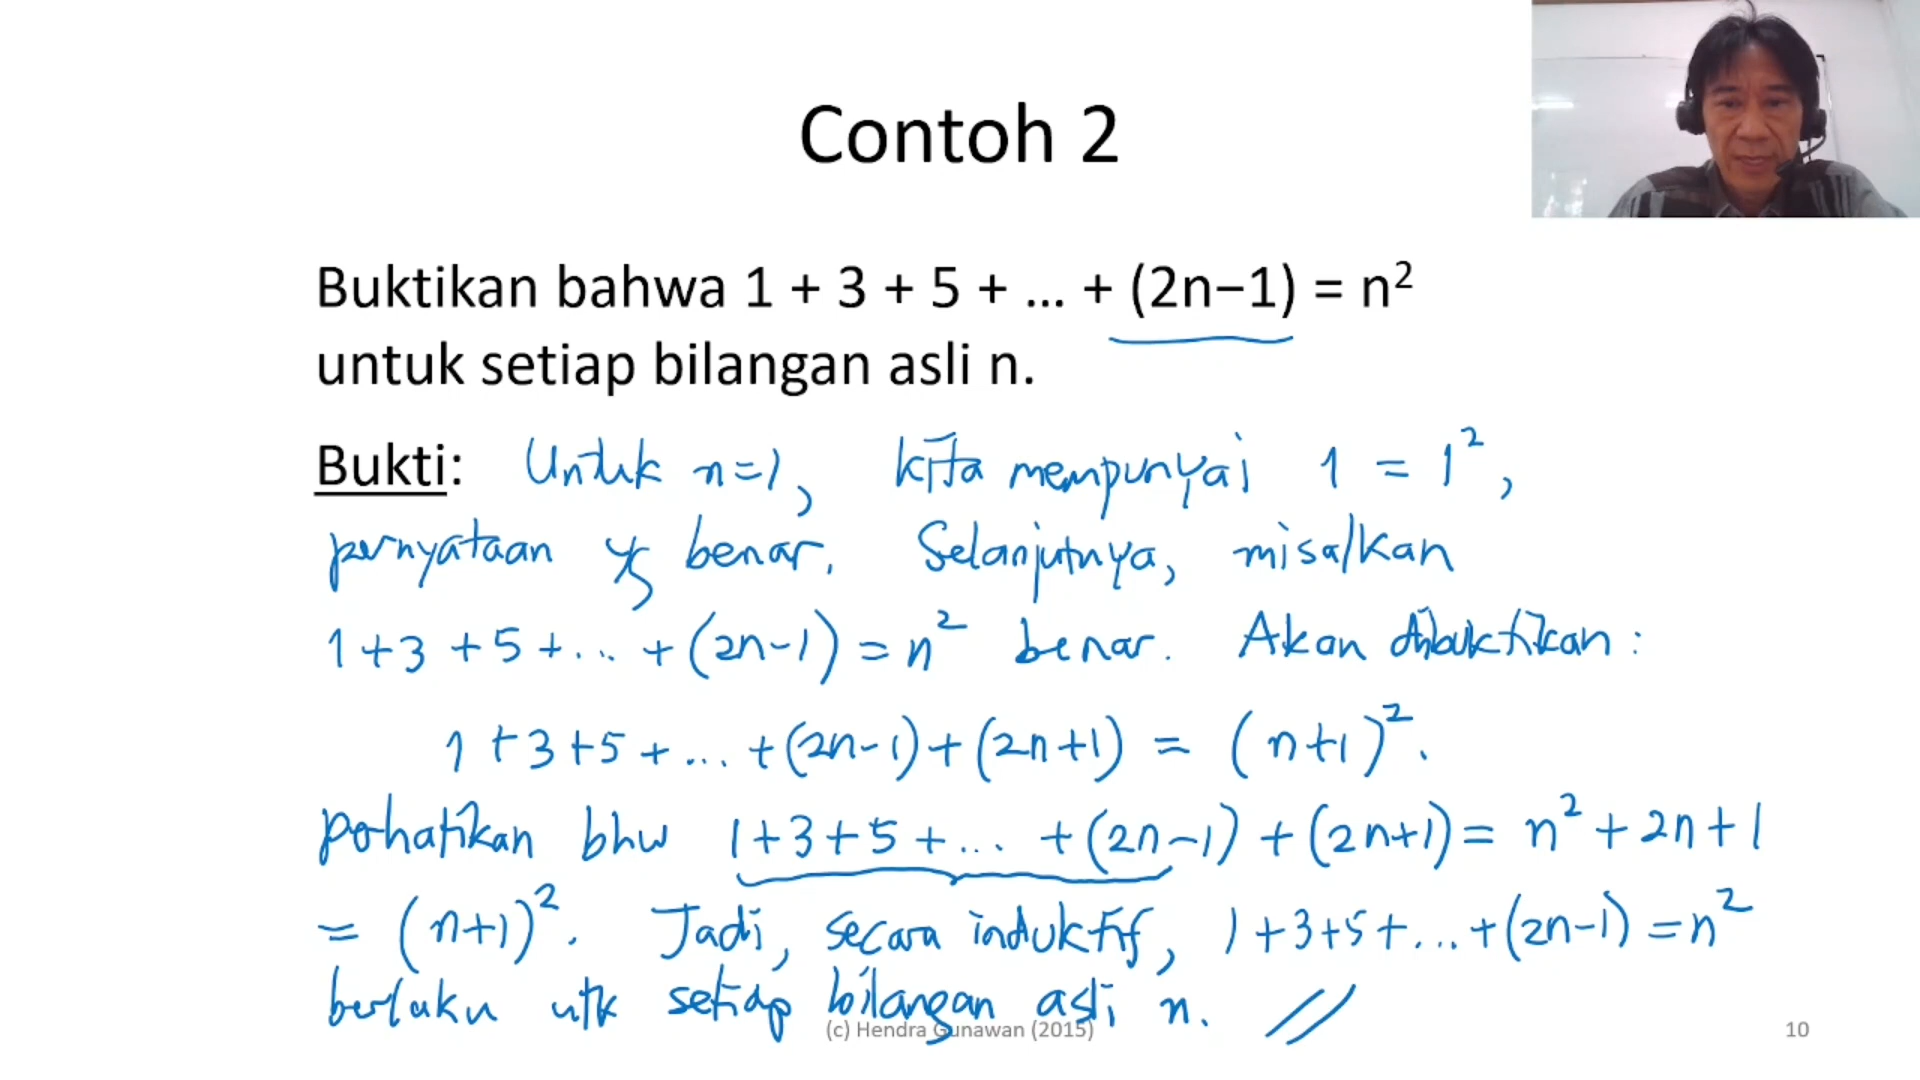 Contoh 2
Buktikan bahwa 1 + 3 + 5 + ... + (2n−1) = n²
untuk setiap bilangan asli n.
Bukti: Untuk n=1, kita mempunyai 1 = 1²,
pernyataan yg benar. Selanjutnya, misalkan
1+3+5+...+(2n-1)=n² benar. Akan dibuktikan:
1+3+5+...+(2n-1)+(2n+1) = (n+1)².
perhatikan bhw 1+3+5+...+(2n-1)+(2n+1)= n²+2n+1
= (n+1)². Jadi, secara induktif, 1+3+5+...+(2n-1)=n²
berlaku utk setiap bilangan asli n. //
(c) Hendra Gunawan (2015)
10